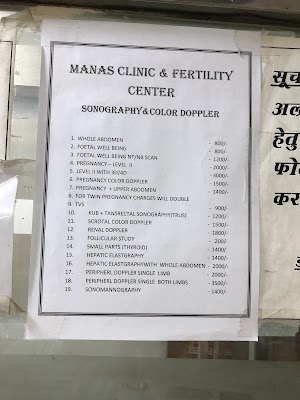 MANAS CLINIC & FERTILITY
CENTER
SONOGRAPHY&COLOR DOPPLER
1. WHOLE ABDOMEN - 800/-
2. FOETAL WELL BEING - 800/-
3. FOETAL WELL BEING NT/NB SCAN - 1200/-
4. PREGNANCY – LEVEL II - 2000/-
5. LEVEL II WITH 3D/4D - 3000/-
6. PREGNANCY COLOR DOPPLER - 1500/-
7. PREGNANCY + UPPER ABDOMEN - 1400/-
8. FOR TWIN PREGNANCY CHARGES WILL DOUBLE
9. TVS - 900/-
10. KUB + TANSRECTAL SONOGRAPHY(TRUS) - 1200/-
11. SCROTAL COLOR DOPPLER - 1500/-
12. RENAL DOPPLER - 1800/-
13. FOLLICULAR STUDY - 200/-
14. SMALL PARTS (THYROID) - 1400/-
15. HEPATIC ELASTGRAPHY - 1400/-
16. HEPATIC ELASTGRAPHYWITH WHOLE ABDOMEN - 2000/-
17. PERIPHERL DOPPLER SINGLE LIMB - 2000/-
18. PERIPHERL DOPPLER SINGLE BOTH LIMBS - 3500/-
19. SONOMANNOGRAPHY - 1400/-
सूच
अल
हेतु
फो
कर